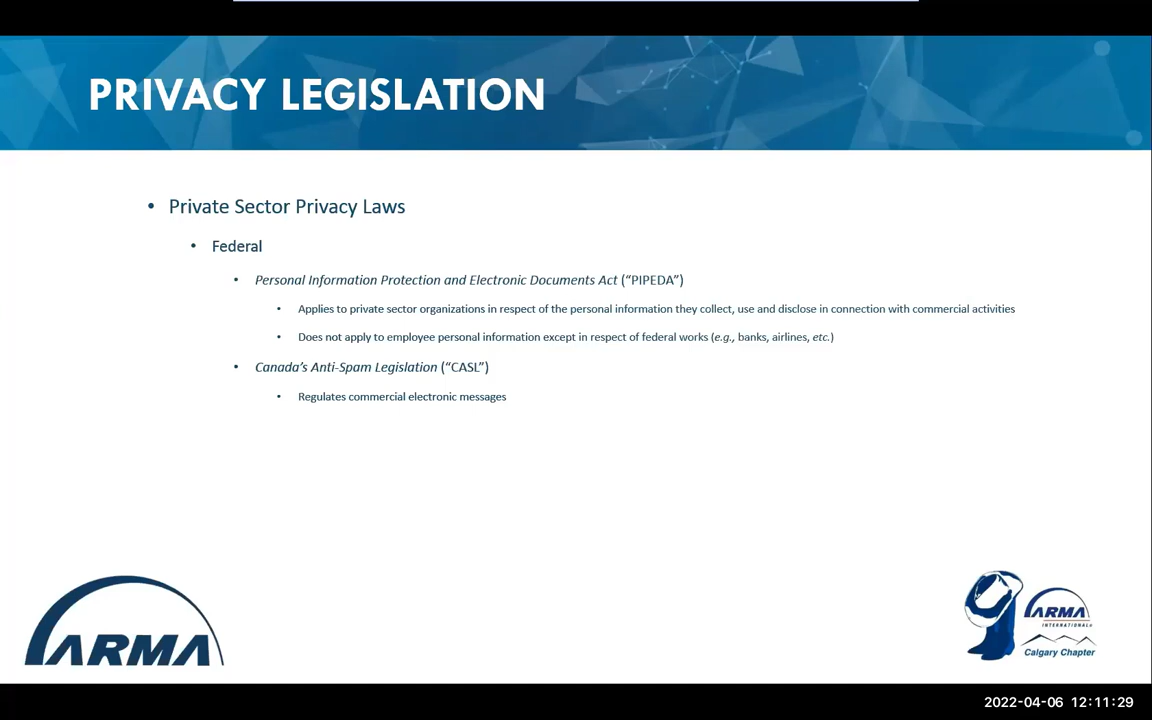 PRIVACY LEGISLATION
• Private Sector Privacy Laws
• Federal
• Personal Information Protection and Electronic Documents Act (“PIPEDA”)
• Applies to private sector organizations in respect of the personal information they collect, use and disclose in connection with commercial activities
• Does not apply to employee personal information except in respect of federal works (e.g., banks, airlines, etc.)
• Canada’s Anti-Spam Legislation (“CASL”)
• Regulates commercial electronic messages
ARMA
ARMA
INTERNATIONAL®
Calgary Chapter
2022-04-06 12:11:29